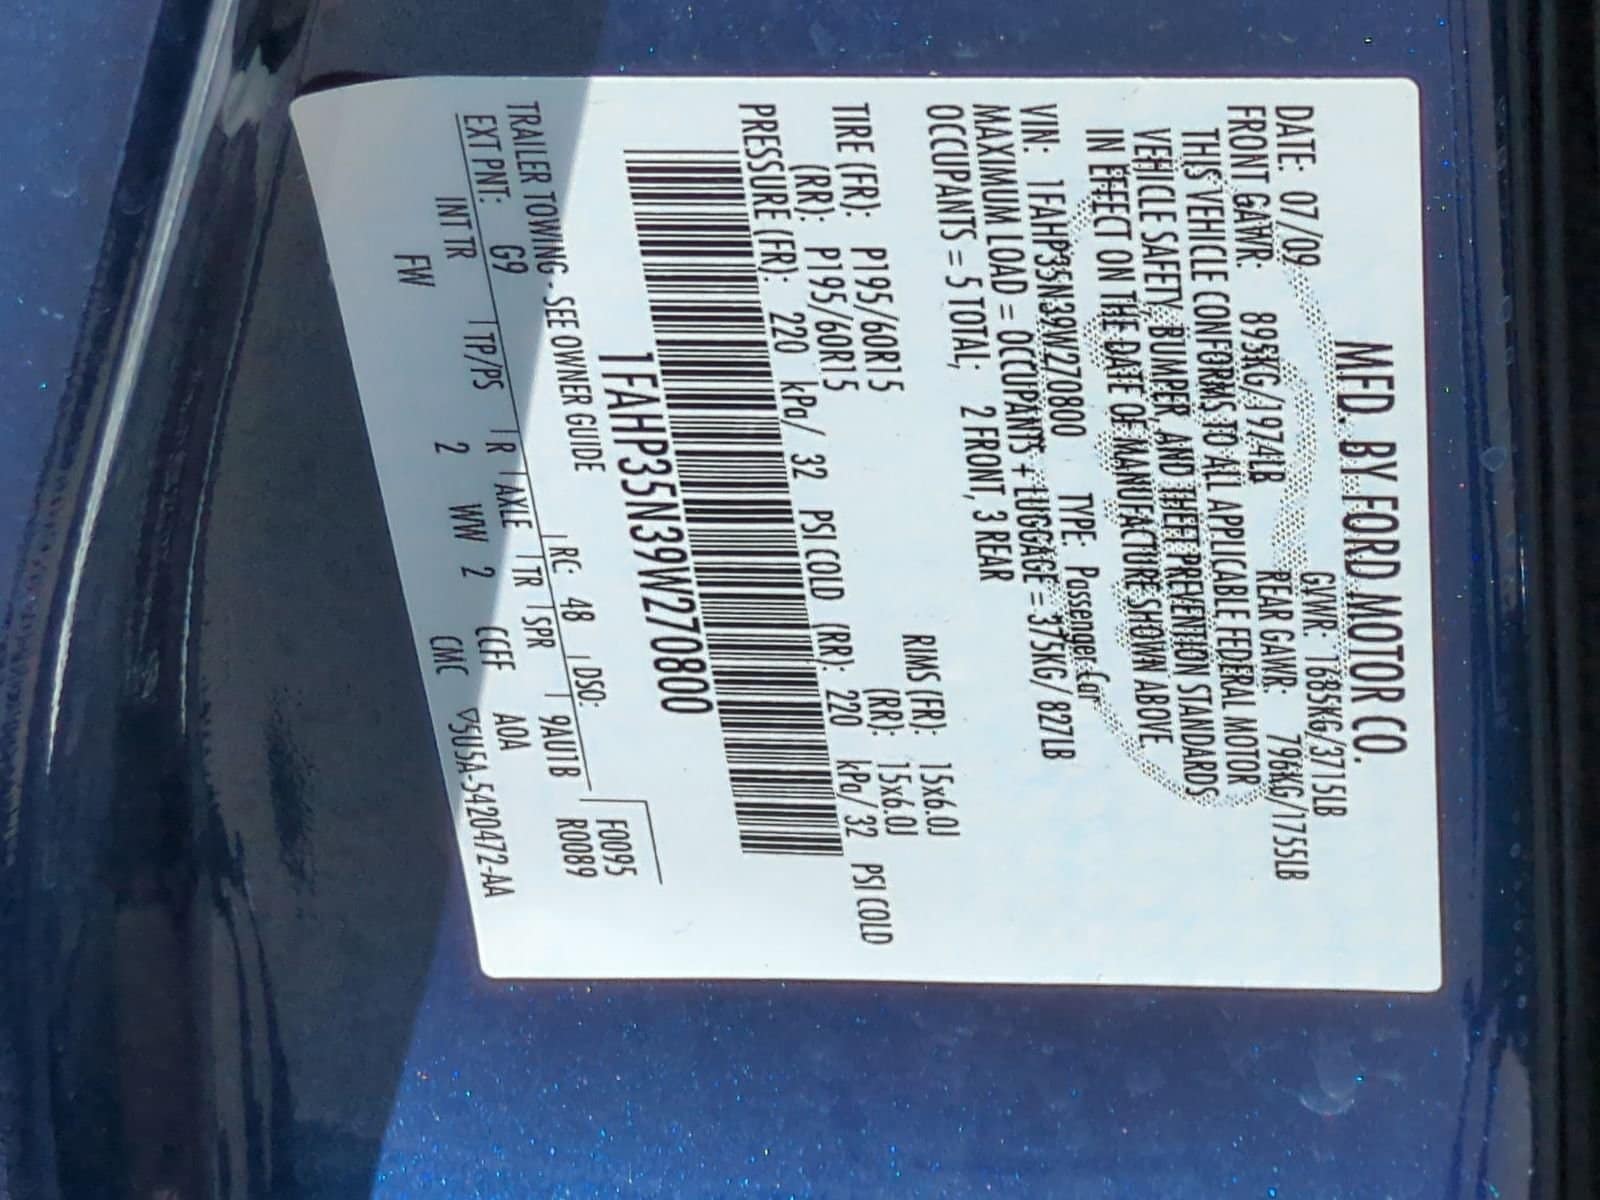 MFD. BY FORD MOTOR CO.
DATE: 07/09 GVWR: 1685KG/3715LB
FRONT GAWR: 895KG/1974LB REAR GAWR: 796KG/1755LB
THIS VEHICLE CONFORMS TO ALL APPLICABLE FEDERAL MOTOR
VEHICLE SAFETY, BUMPER, AND THEFT PREVENTION STANDARDS
IN EFFECT ON THE DATE OF MANUFACTURE SHOWN ABOVE.
VIN: 1FAHP35N39W270800 TYPE: Passenger Car
MAXIMUM LOAD = OCCUPANTS + LUGGAGE = 375KG/ 827LB
OCCUPANTS = 5 TOTAL; 2 FRONT, 3 REAR
RIMS (FR): 15x6.0J
TIRE (FR): P195/60R15 (RR): 15x6.0J
(RR): P195/60R15
PRESSURE (FR): 220 kPa/ 32 PSI COLD (RR): 220 kPa/ 32 PSI COLD
1FAHP35N39W270800
F0095
TRAILER TOWING - SEE OWNER GUIDE R0089
EXT PNT: G9 RC: 48 DSO:
INT TR TP/PS R AXLE TR SPR 9AU1B
FW 2 WW 2 CCFF AOA
CMC ▽5U5A-5420472-AA